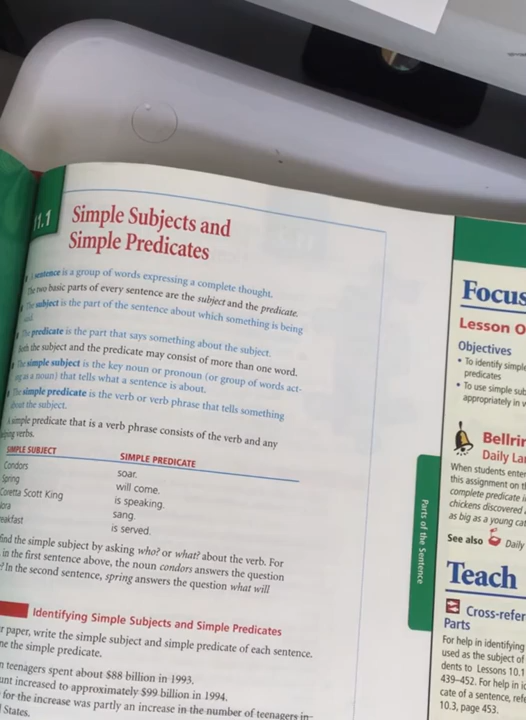 11.1
Simple Subjects and
Simple Predicates
sentence is a group of words expressing a complete thought.
The two basic parts of every sentence are the subject and the predicate.
The subject is the part of the sentence about which something is being
said.
The predicate is the part that says something about the subject.
Both the subject and the predicate may consist of more than one word.
The simple subject is the key noun or pronoun (or group of words act-
ing as a noun) that tells what a sentence is about.
The simple predicate is the verb or verb phrase that tells something
about the subject.
A simple predicate that is a verb phrase consists of the verb and any
verbs.
SIMPLE SUBJECT SIMPLE PREDICATE
Condors soar.
Spring will come.
Coretta Scott King is speaking.
sang.
is served.
find the simple subject by asking who? or what? about the verb. For
in the first sentence above, the noun condors answers the question
In the second sentence, spring answers the question what will
Identifying Simple Subjects and Simple Predicates
paper, write the simple subject and simple predicate of each sentence.
the simple predicate.
teenagers spent about $88 billion in 1993.
increased to approximately $99 billion in 1994.
for the increase was partly an increase in the number of teenagers in
States.
Parts of the Sentence
Focus
Lesson O
Objectives
• To identify simple
predicates
• To use simple sub
appropriately in
Bellrin
Daily Lan
When students enter
this assignment on th
complete predicate i
chickens discovered
as big as a young cat
See also Daily
Teach
Cross-refer
Parts
For help in identifying
used as the subject of
dents to Lessons 10.1
439–452. For help in
cate of a sentence, refe
10.3, page 453.